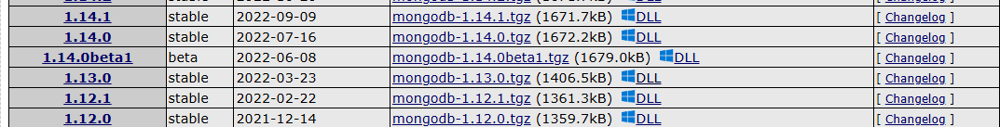 1.14.1 stable 2022-09-09 mongodb-1.14.1.tgz (1671.7kB) DLL [ Changelog ]
1.14.0 stable 2022-07-16 mongodb-1.14.0.tgz (1672.2kB) DLL [ Changelog ]
1.14.0beta1 beta 2022-06-08 mongodb-1.14.0beta1.tgz (1679.0kB) DLL [ Changelog ]
1.13.0 stable 2022-03-23 mongodb-1.13.0.tgz (1406.5kB) DLL [ Changelog ]
1.12.1 stable 2022-02-22 mongodb-1.12.1.tgz (1361.3kB) DLL [ Changelog ]
1.12.0 stable 2021-12-14 mongodb-1.12.0.tgz (1359.7kB) DLL [ Changelog ]